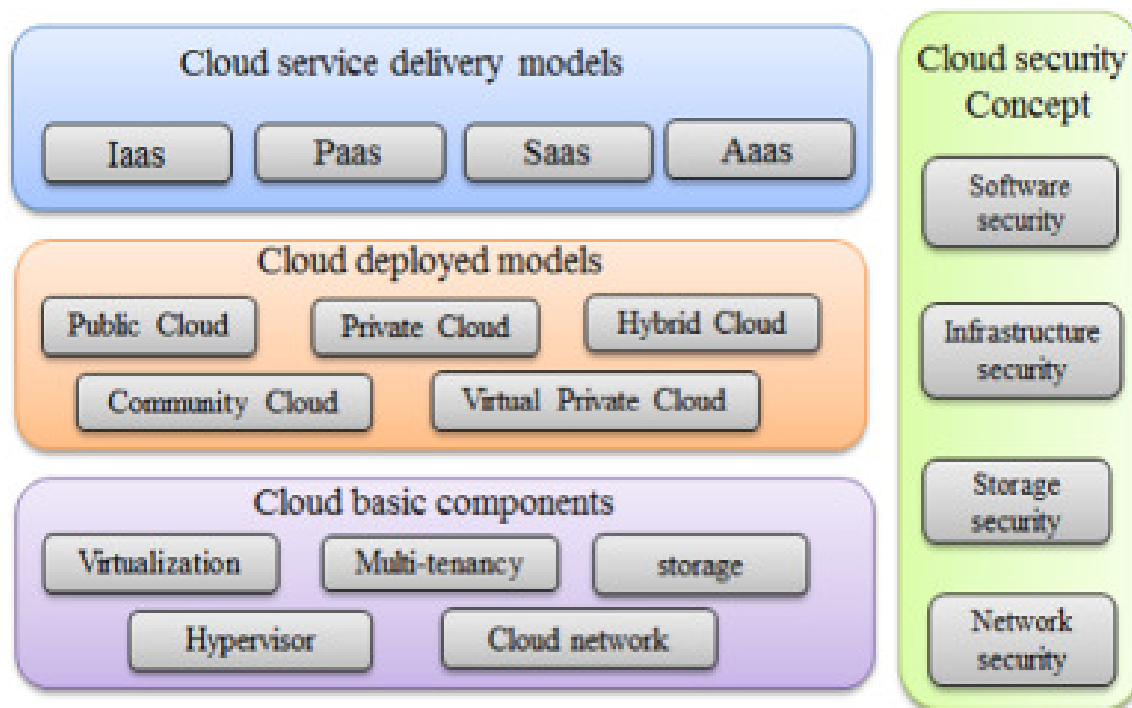 Cloud service delivery models
Iaas
Paas
Saas
Aaas
Cloud deployed models
Public Cloud
Private Cloud
Hybrid Cloud
Community Cloud
Virtual Private Cloud
Cloud basic components
Virtualization
Multi-tenancy
storage
Hypervisor
Cloud network
Cloud security
Concept
Software
security
Infrastructure
security
Storage
security
Network
security